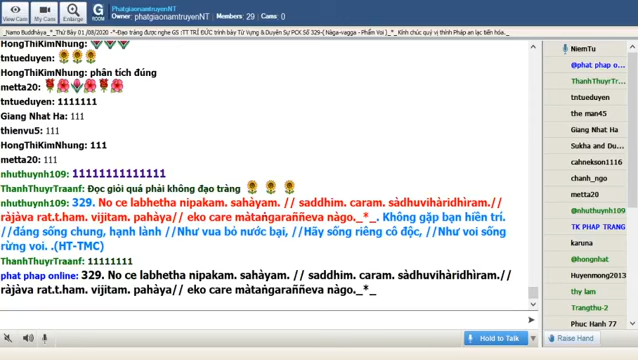 phatgiaonamtruyenNT
Owner: phatgiaonamtruyenNT | Members: 29 | Cams: 0
View Cam
My Cam
Enlarge
G
ROOM
_Namo Buddhàya_*_Thứ Bảy 01 /08/2020 -*-Đạo tràng được nghe GS :TT TRÍ ĐỨC trình bày Từ Vựng & Duyên Sự PCK Số 329-( Nàga-vagga - Phẩm Voi )_*_Kính chúc quý vị thính Pháp an lạc tiến hóa._
HongThiKimNhung:
tntueduyen:
HongThiKimNhung: phân tích đúng
metta20:
tntueduyen: 1111111
Giang Nhat Ha: 111
thienvu5: 111
HongThiKimNhung: 111
metta20: 111
nhuthuynh109: 11111111111111
ThanhThuyrTraanf: Đọc giỏi quá phải không đạo tràng
nhuthuynh109: 329. No ce labhetha nipakam. sahàyam. // saddhim. caram. sàdhuvihàridhìram.//
ràjàva rat.t.ham. vijitam. pahàya// eko care màtaṅgaraññeva nàgo._*_. Không gặp bạn hiền trí.
//đáng sống chung, hạnh lành //Như vua bỏ nước bại, //Hãy sống riêng cô độc, //Như voi sống
rừng voi. .(HT-TMC)
ThanhThuyrTraanf: 11111111
phat phap online: 329. No ce labhetha nipakam. sahàyam. // saddhim. caram. sàdhuvihàridhìram.//
ràjàva rat.t.ham. vijitam. pahàya// eko care màtaṅgaraññeva nàgo._*_
NiemTu
@phat phap online
ThanhThuyrTraanf
tntueduyen
the man45
Giang Nhat Ha
Sukha and Du...
cahnekson1116
chanh_ngo
metta20
@nhuthuynh109
TK PHAP TRANG
karuna
@hongnhat
Huyenmong2013
thy lam
Trangthu-2
Phuc Hanh 77
Hold to Talk
Raise Hand